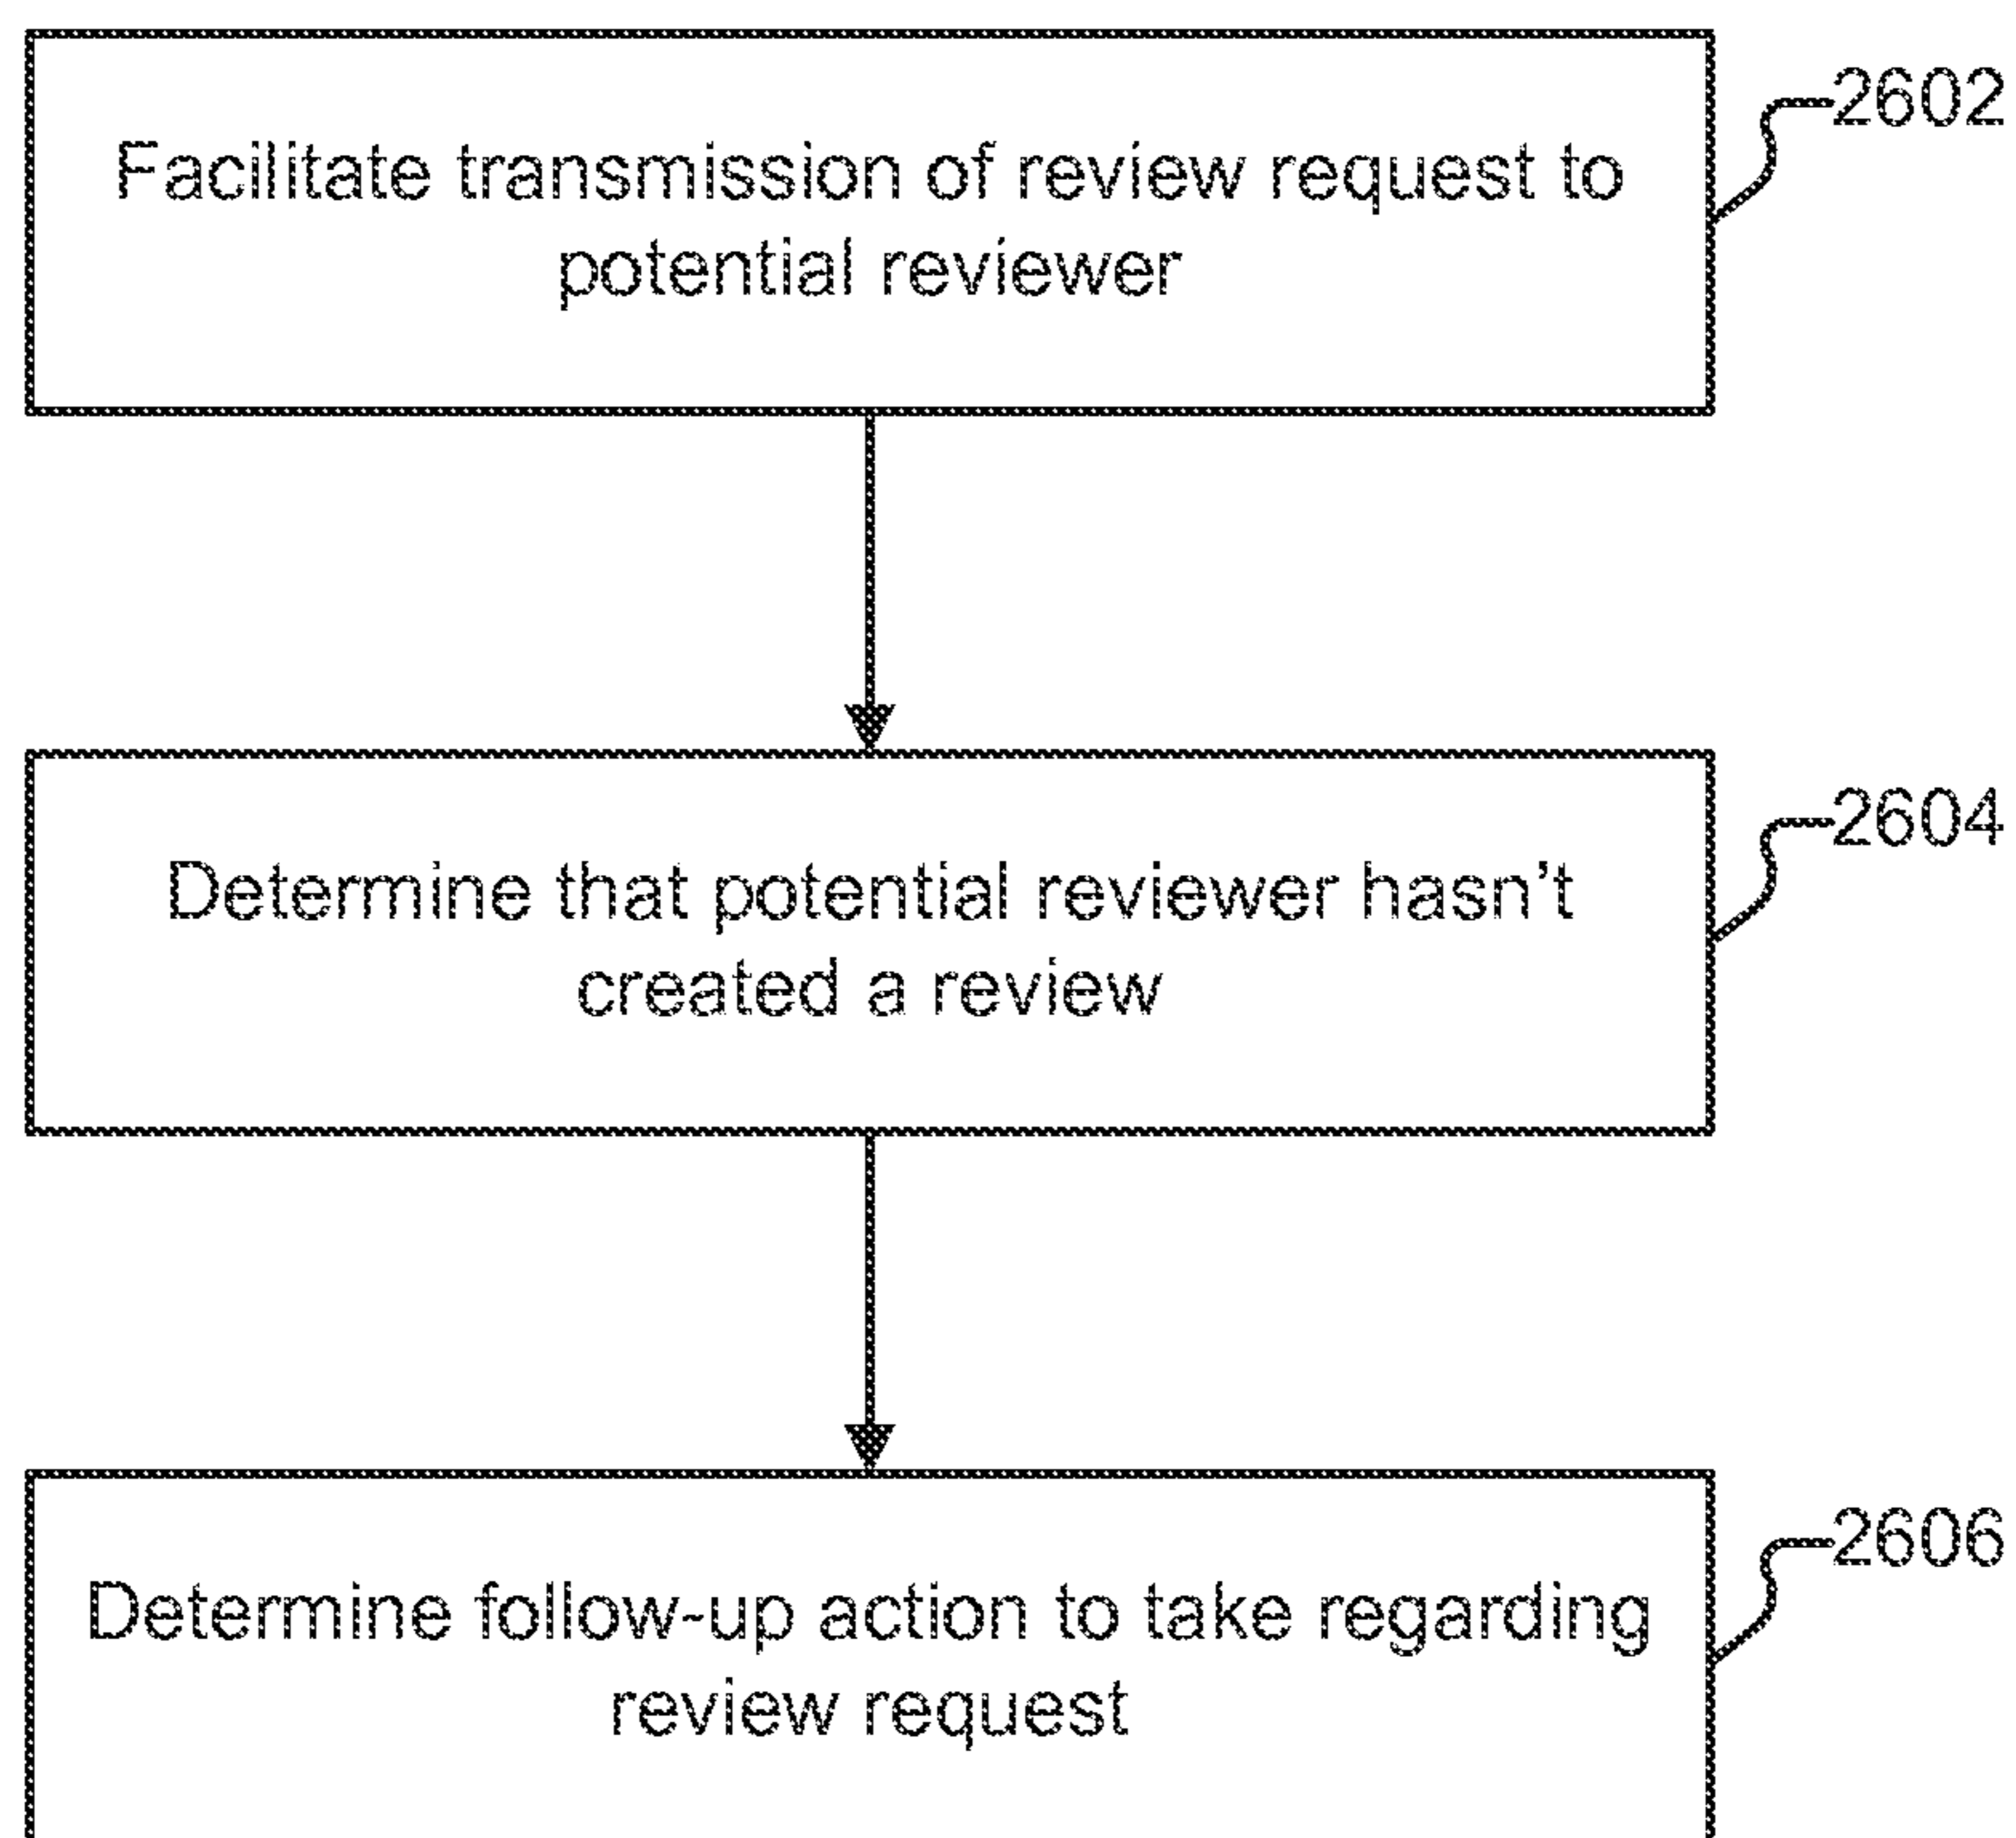 Facilitate transmission of review request to
potential reviewer
2602
Determine that potential reviewer hasn't
created a review
2604
Determine follow-up action to take regarding
review request
2606